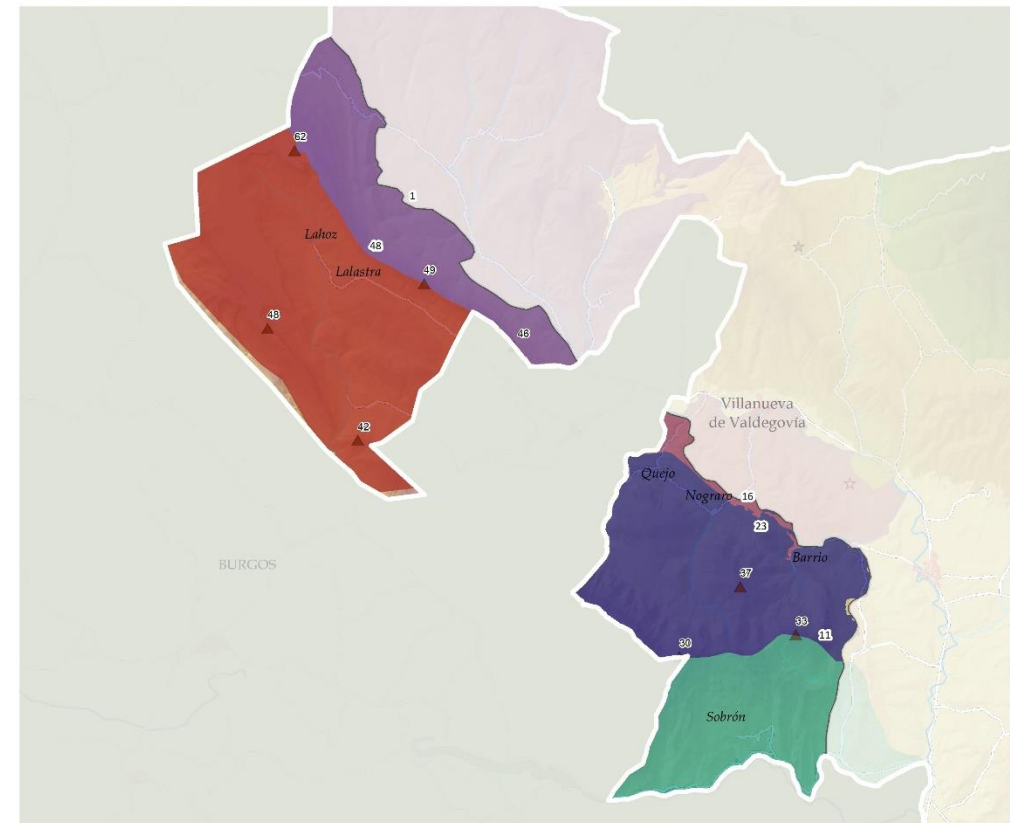 62
1
Lahoz
48
Lalastra
49
48
46
Villanueva
de Valdegovía
42
Quejo
Nograro
16
23
Barrio
BURGOS
37
33
11
30
Sobrón